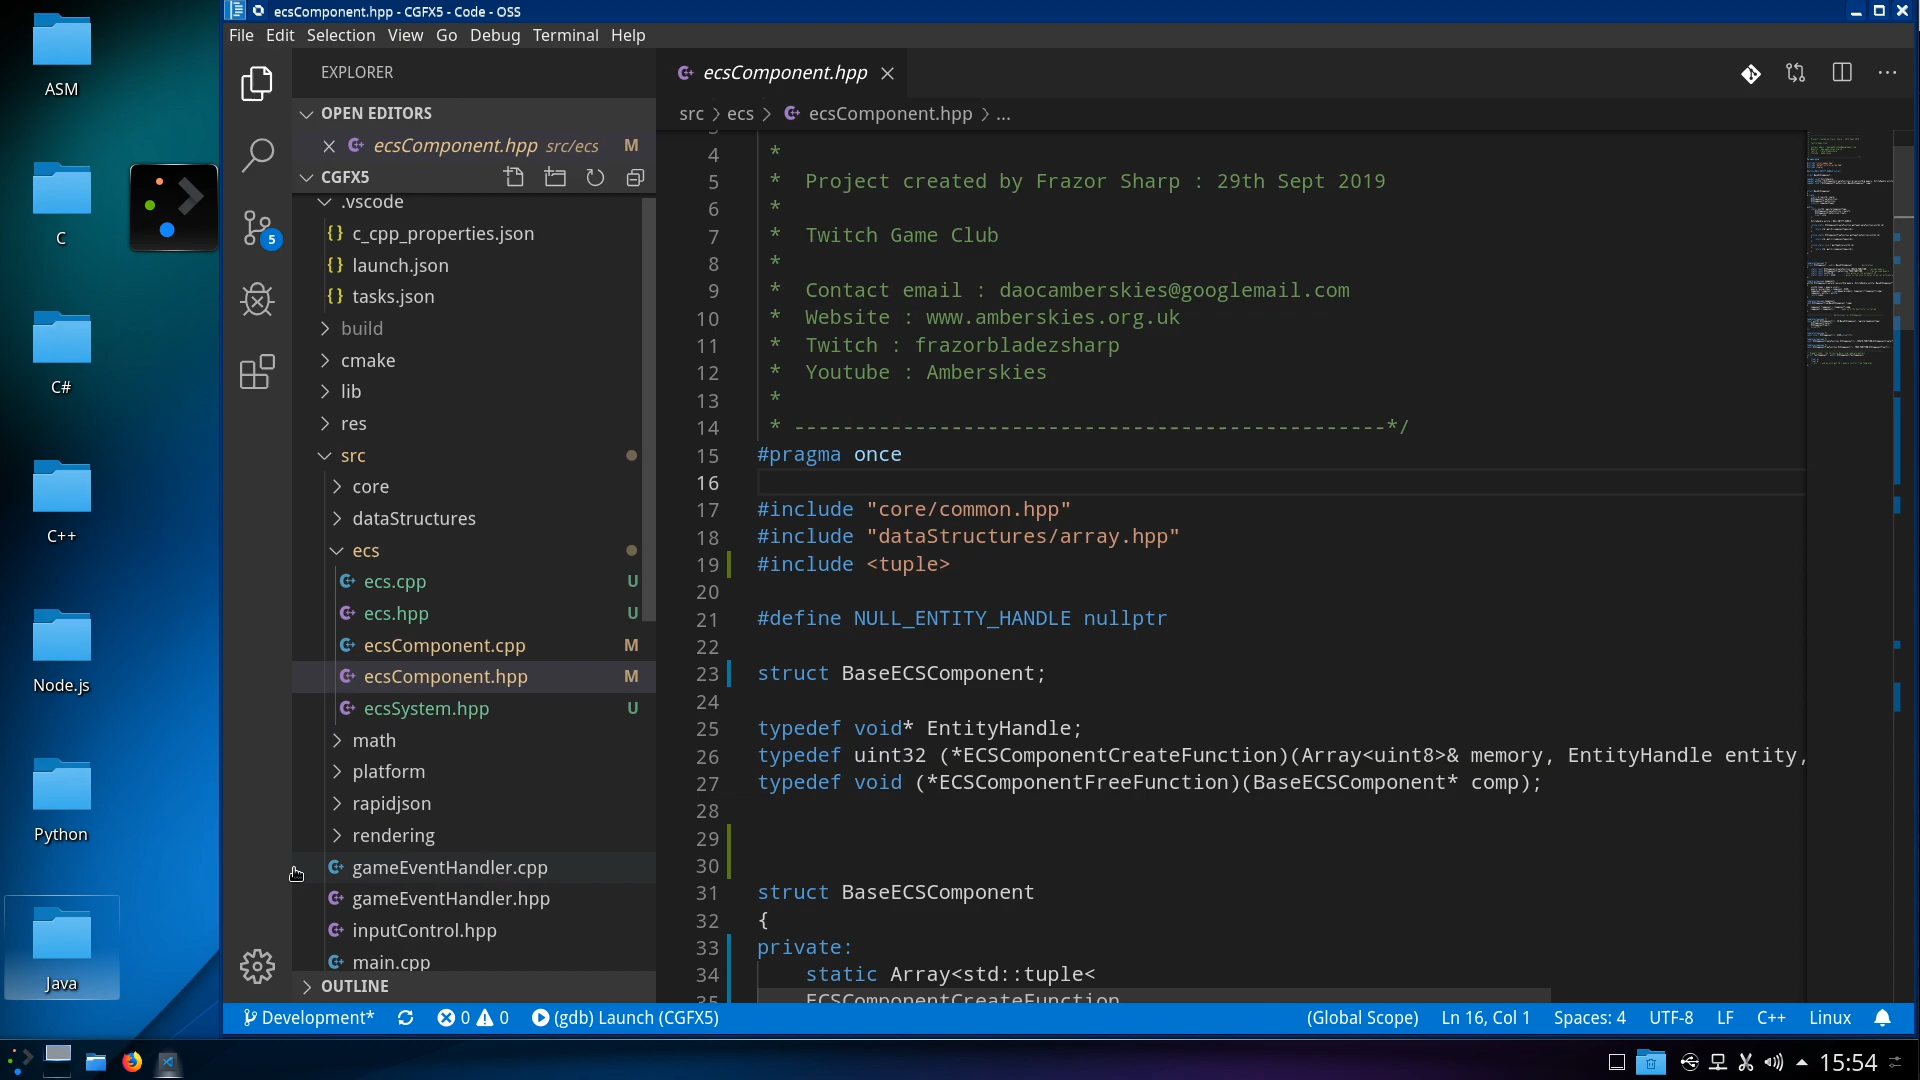 ecsComponent.hpp - CGFX5 - Code - OSS
File Edit Selection View Go Debug Terminal Help
ASM
C
C#
C++
Node.js
Python
Java
5
EXPLORER
OPEN EDITORS
ecsComponent.hpp src/ecs M
CGFX5
.vscode
{} c_cpp_properties.json
{} launch.json
{} tasks.json
build
cmake
lib
res
src
core
dataStructures
ecs
ecs.cpp U
ecs.hpp U
ecsComponent.cpp M
ecsComponent.hpp M
ecsSystem.hpp U
math
platform
rapidjson
rendering
gameEventHandler.cpp
gameEventHandler.hpp
inputControl.hpp
main.cpp
OUTLINE
ecsComponent.hpp
src > ecs > ecsComponent.hpp > ...
4 *
5 * Project created by Frazor Sharp : 29th Sept 2019
6 *
7 * Twitch Game Club
8 *
9 * Contact email : daocamberskies@googlemail.com
10 * Website : www.amberskies.org.uk
11 * Twitch : frazorbladezsharp
12 * Youtube : Amberskies
13 *
14 * -------------------------------------------------*/
15 #pragma once
16
17 #include "core/common.hpp"
18 #include "dataStructures/array.hpp"
19 #include <tuple>
20
21 #define NULL_ENTITY_HANDLE nullptr
22
23 struct BaseECSComponent;
24
25 typedef void* EntityHandle;
26 typedef uint32 (*ECSComponentCreateFunction)(Array<uint8>& memory, EntityHandle entity,
27 typedef void (*ECSComponentFreeFunction)(BaseECSComponent* comp);
28
29
30
31 struct BaseECSComponent
32 {
33 private:
34 static Array<std::tuple<
35 ECSComponentCreateFunction
Development* 0 0 (gdb) Launch (CGFX5) (Global Scope) Ln 16, Col 1 Spaces: 4 UTF-8 LF C++ Linux
15:54